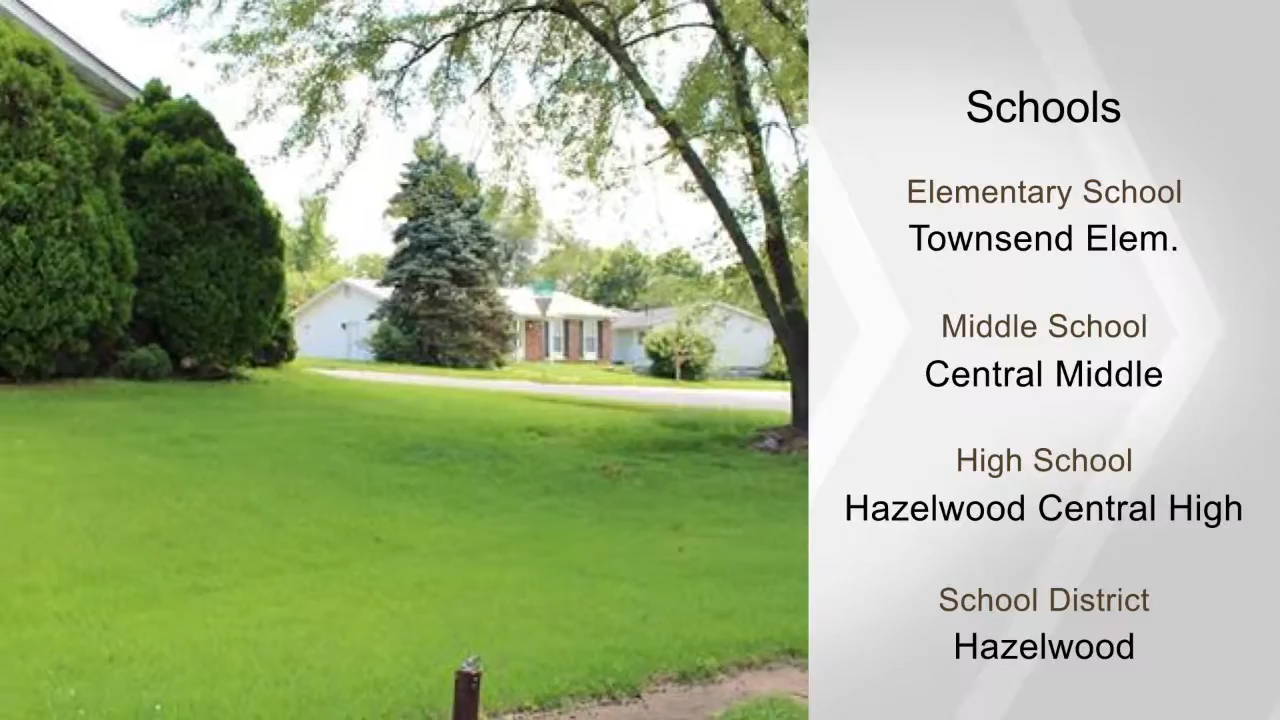 Schools
Elementary School
Townsend Elem.
Middle School
Central Middle
High School
Hazelwood Central High
School District
Hazelwood